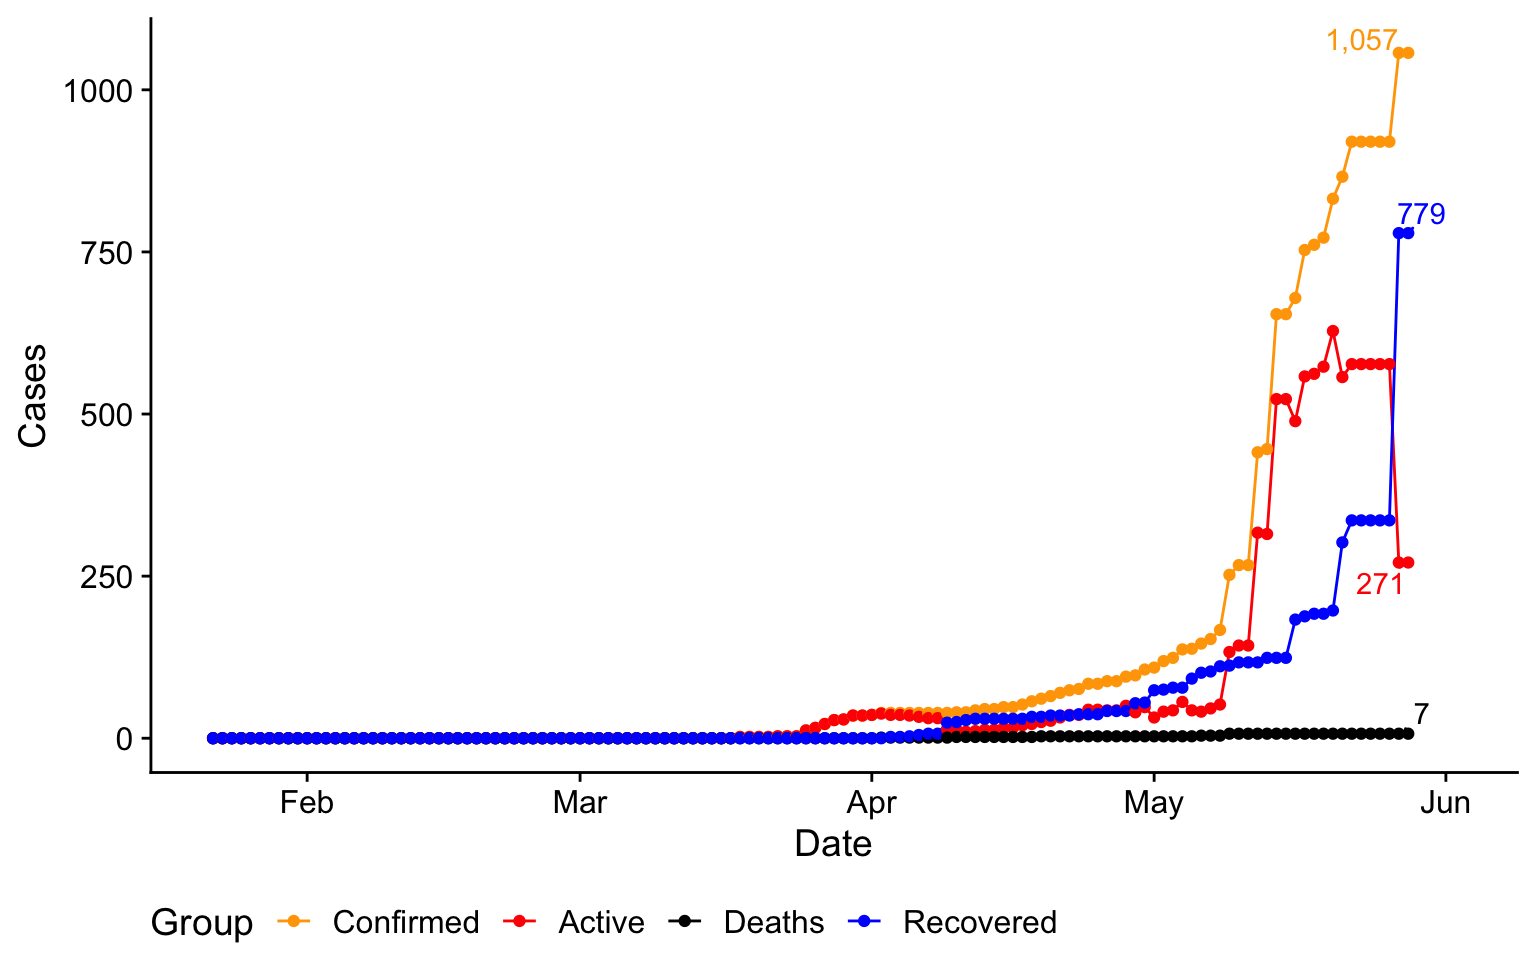 1,057
1000
779
750
Cases
500
271
250
7
0
Feb Mar Apr May Jun
Date
Group Confirmed Active Deaths Recovered